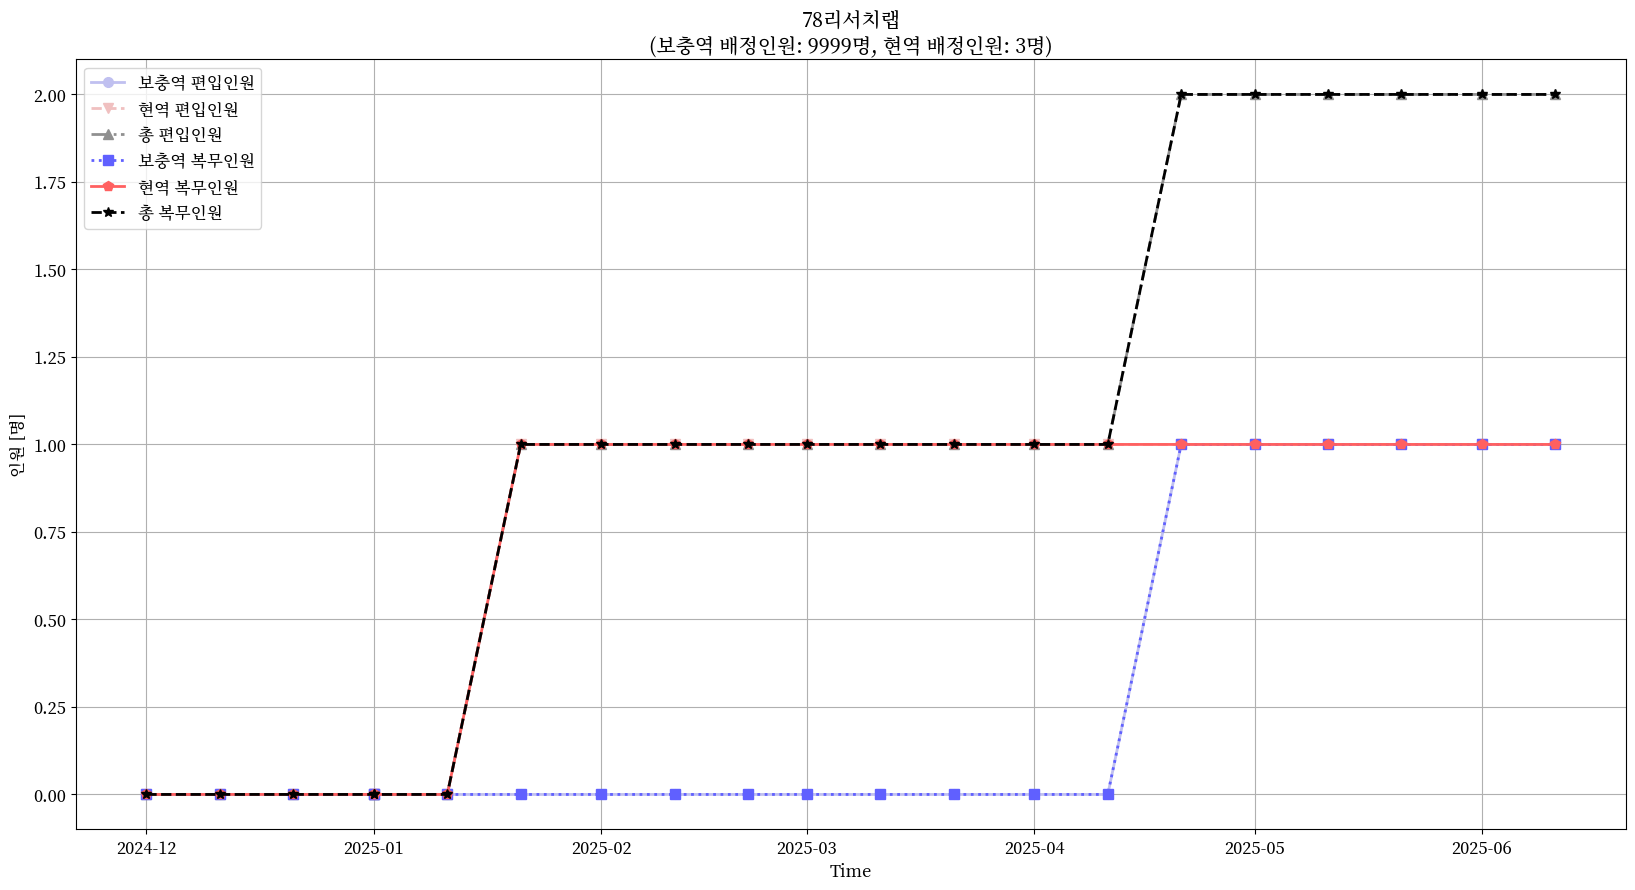 78리서치랩
(보충역 배정인원: 9999명, 현역 배정인원: 3명)
보충역 편입인원
현역 편입인원
총 편입인원
보충역 복무인원
현역 복무인원
총 복무인원
2.00
1.75
1.50
1.25
1.00
0.75
0.50
0.25
0.00
인원 [명]
2024-12
2025-01
2025-02
2025-03
2025-04
2025-05
2025-06
Time